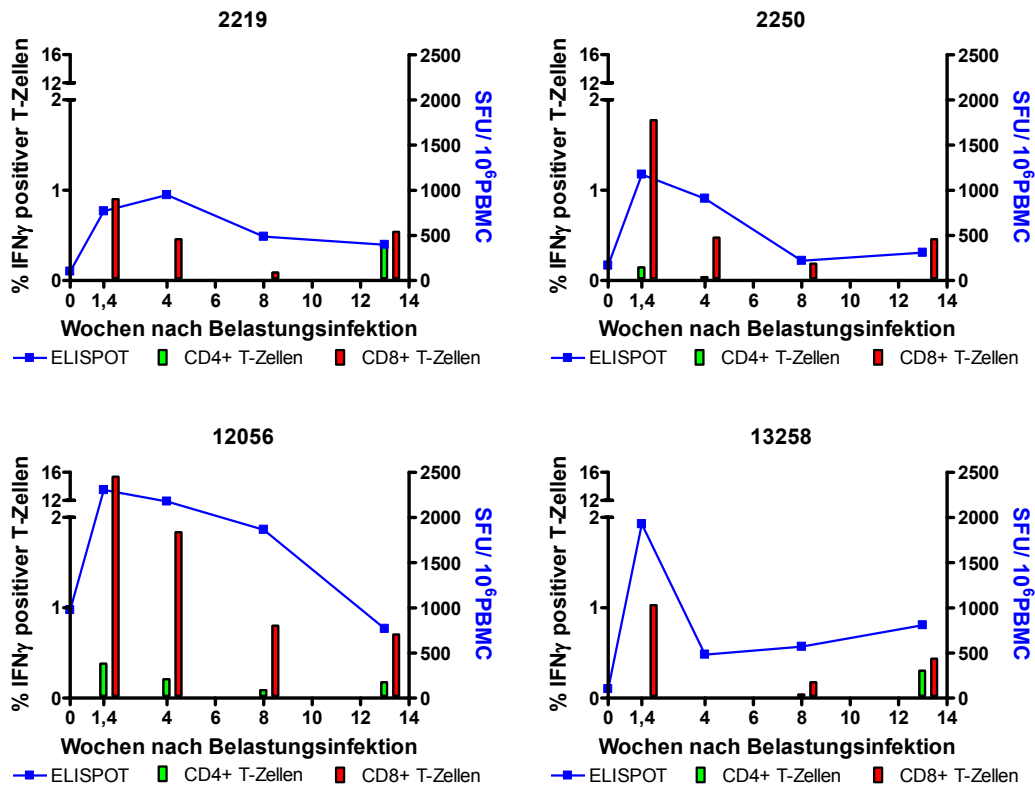 2219
% IFNγ positiver T-Zellen
16
12
2
1
0
2500
2000
1500
1000
500
0
SFU/ 10⁶PBMC
0 1,4 4 6 8 10 12 14
Wochen nach Belastungsinfektion
ELISPOT CD4+ T-Zellen CD8+ T-Zellen
2250
% IFNγ positiver T-Zellen
16
12
2
1
0
2500
2000
1500
1000
500
0
SFU/ 10⁶PBMC
0 1,4 4 6 8 10 12 14
Wochen nach Belastungsinfektion
ELISPOT CD4+ T-Zellen CD8+ T-Zellen
12056
% IFNγ positiver T-Zellen
16
12
2
1
0
2500
2000
1500
1000
500
0
SFU/ 10⁶PBMC
0 1,4 4 6 8 10 12 14
Wochen nach Belastungsinfektion
ELISPOT CD4+ T-Zellen CD8+ T-Zellen
13258
% IFNγ positiver T-Zellen
16
12
2
1
0
2500
2000
1500
1000
500
0
SFU/ 10⁶PBMC
0 1,4 4 6 8 10 12 14
Wochen nach Belastungsinfektion
ELISPOT CD4+ T-Zellen CD8+ T-Zellen